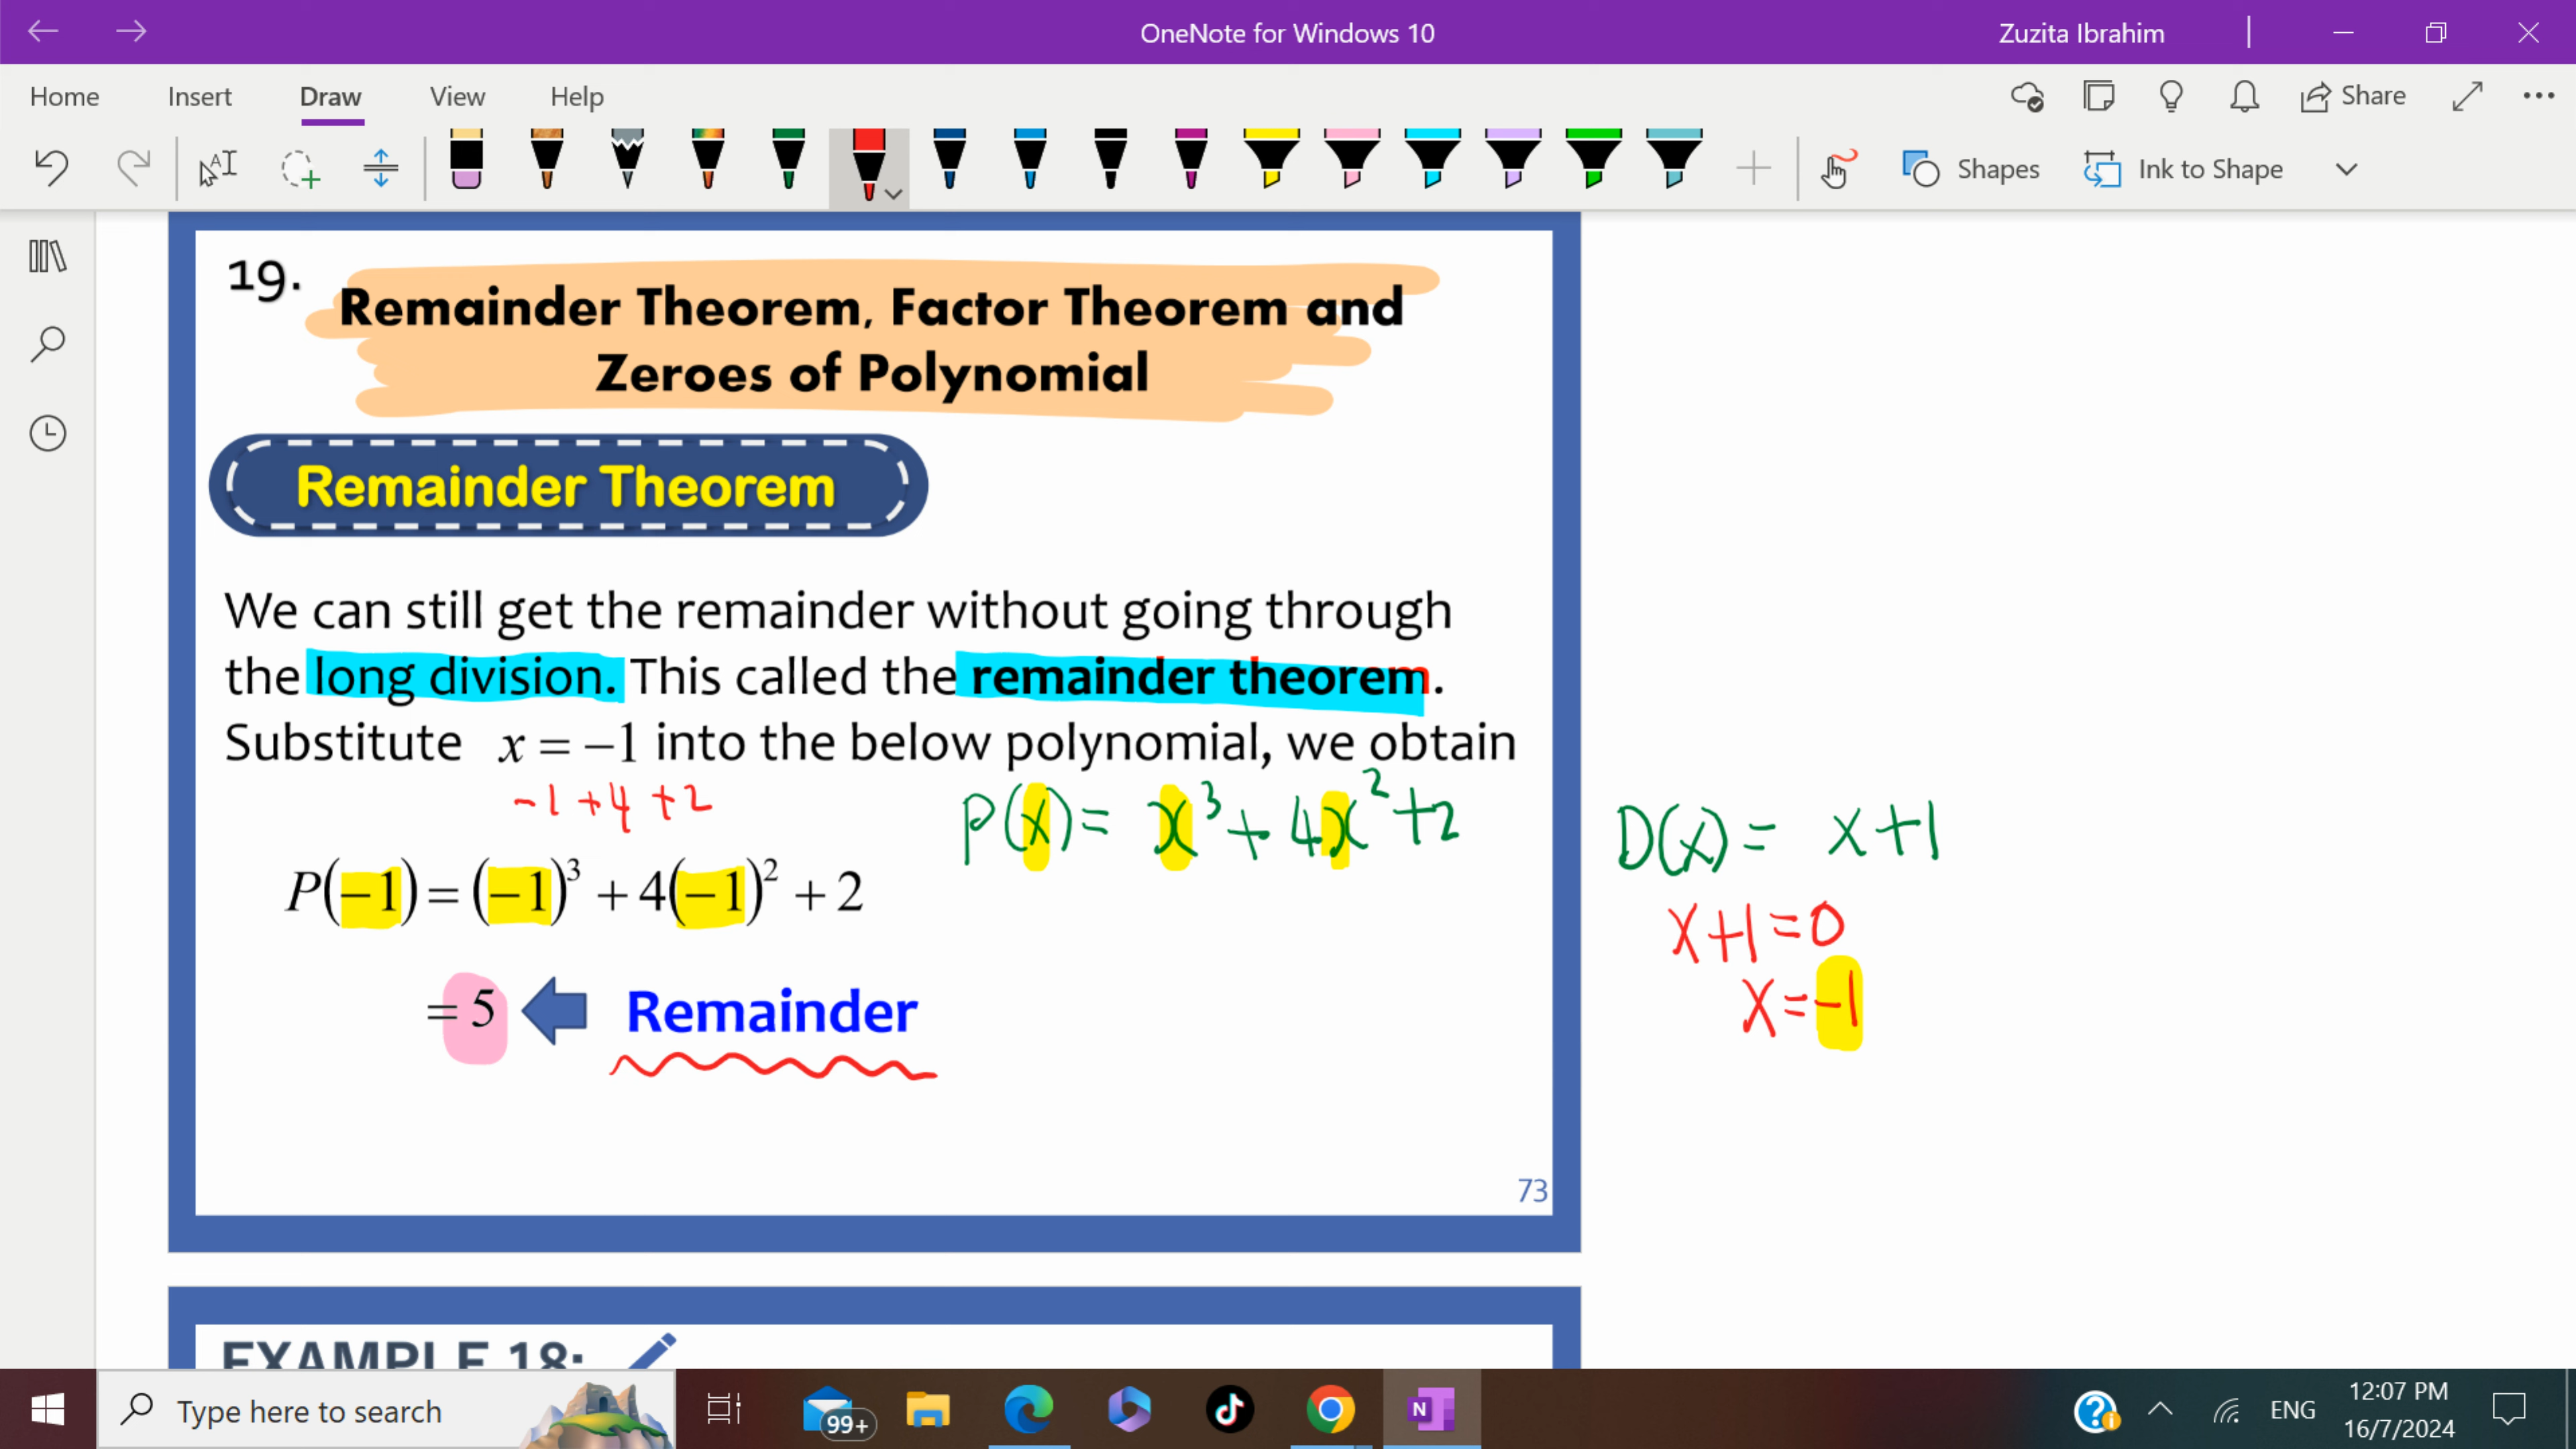 OneNote for Windows 10
Zuzita Ibrahim
Home Insert Draw View Help
Share
Shapes
Ink to Shape
19.
Remainder Theorem, Factor Theorem and
Zeroes of Polynomial
Remainder Theorem
We can still get the remainder without going through
the long division. This called the remainder theorem.
Substitute x = −1 into the below polynomial, we obtain
-1 +4 +2
P(x) = x³ + 4x² +2
D(x) = x+1
P(−1) = (−1)³ + 4(−1)² + 2
x+1=0
= 5
Remainder
x=-1
73
EXAMPLE 18:
Type here to search
99+
N
ENG
12:07 PM
16/7/2024